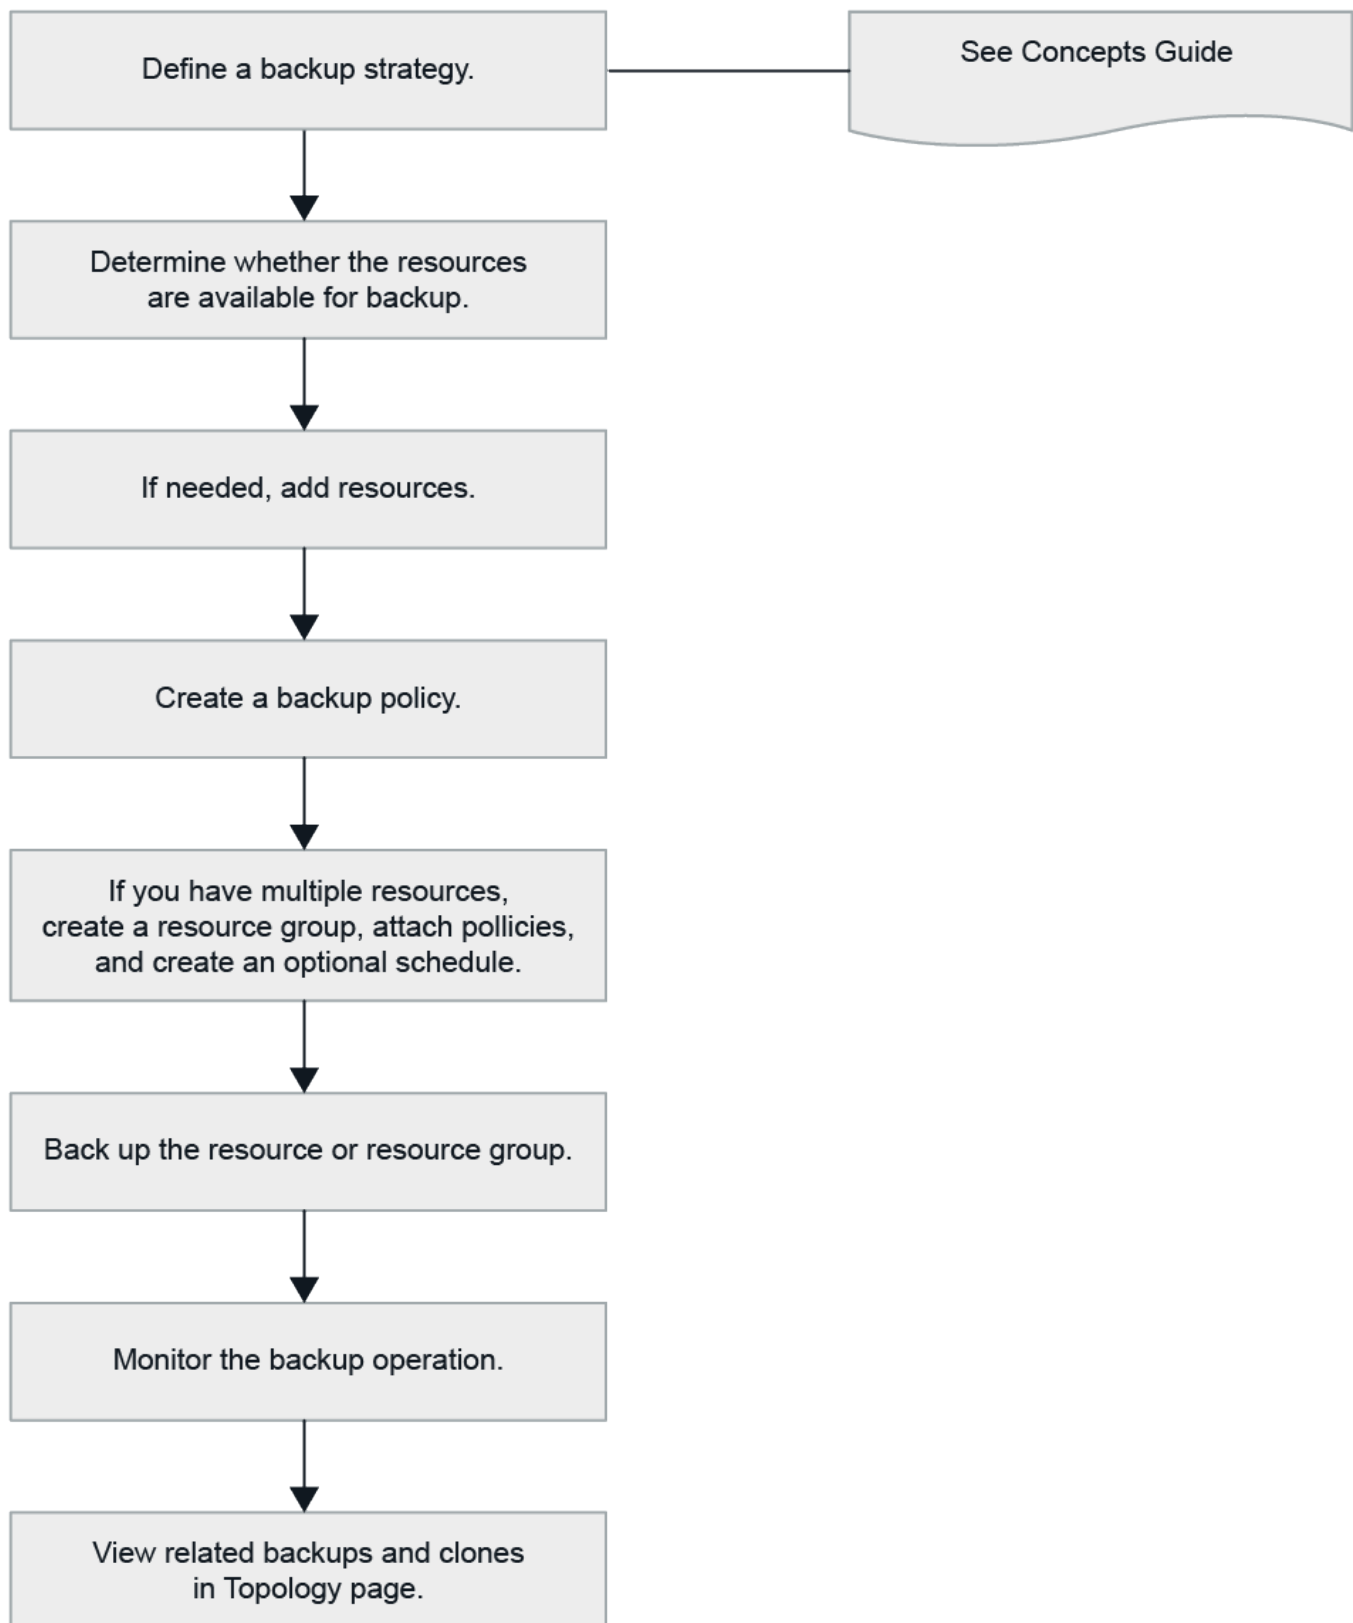 Define a backup strategy.
See Concepts Guide
Determine whether the resources
are available for backup.
If needed, add resources.
Create a backup policy.
If you have multiple resources,
create a resource group, attach pollicies,
and create an optional schedule.
Back up the resource or resource group.
Monitor the backup operation.
View related backups and clones
in Topology page.